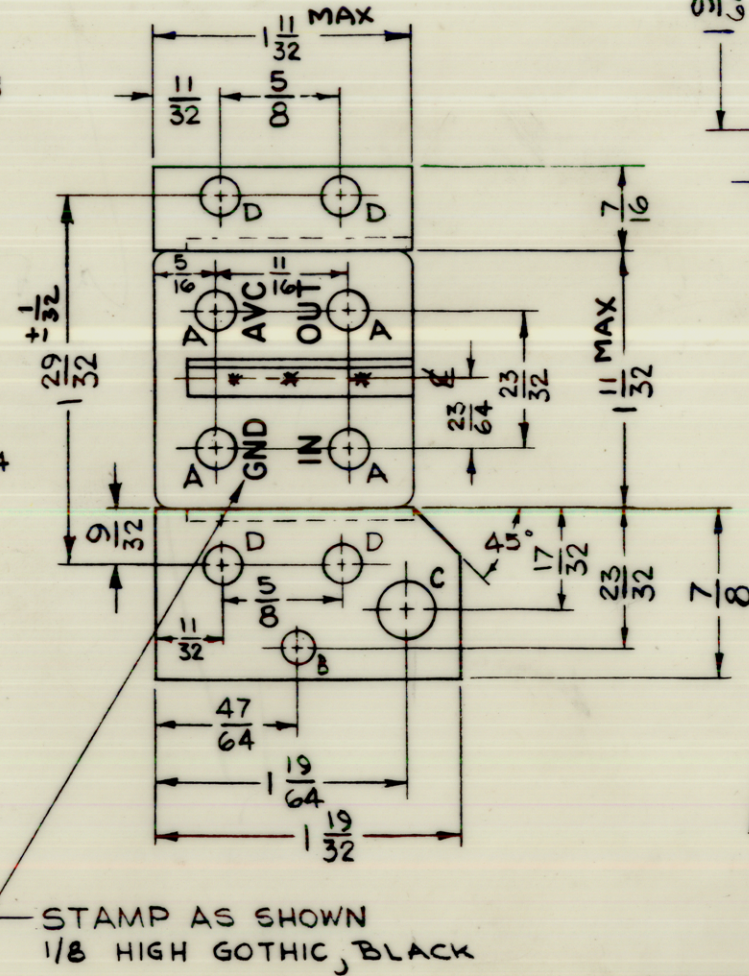 1 11/32 MAX
11/32
5/8
D
D
7/16
5/16
11/16
AVC
OUT
A
A
1 29/32 ± 1/32
23/64
23/32
1 11/32 MAX
GND
IN
A
A
9/32
D
D
45°
17/32
23/32
7/8
C
5/8
11/32
B
47/64
1 19/64
1 19/32
STAMP AS SHOWN
1/8 HIGH GOTHIC, BLACK